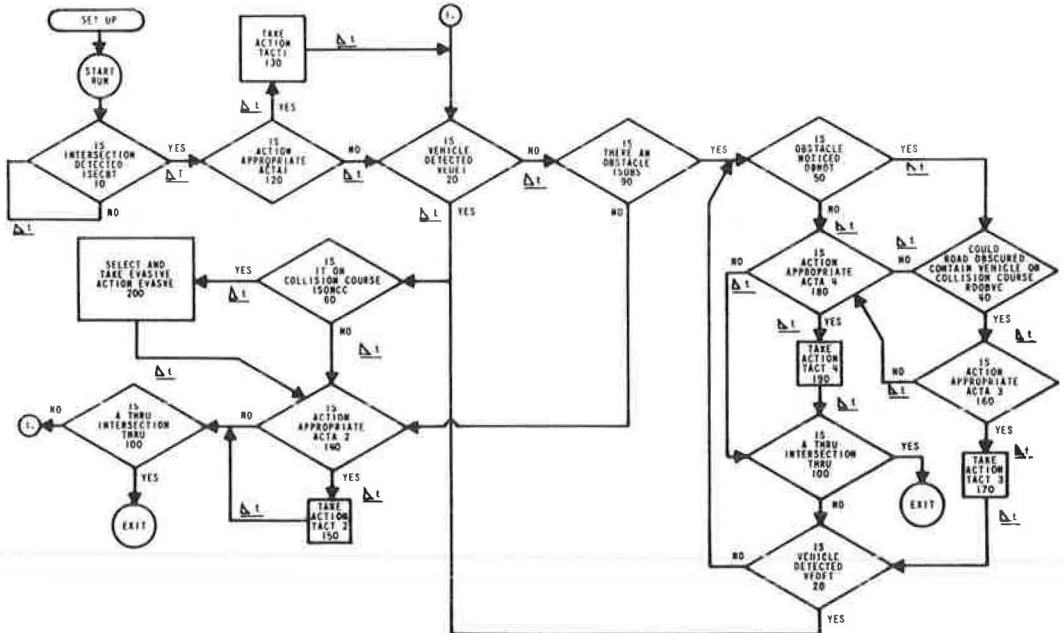 SET UP
START
RUN
IS
INTERSECTION
DETECTED
ISECDT
10
YES
Δ T
NO
Δ t
TAKE
ACTION
TACT1
130
Δ t
Δ t
YES
IS
ACTION
APPROPRIATE
ACTA1
120
NO
Δ t
1.
IS
VEHICLE
DETECTED
VEDET
20
NO
Δ t
Δ t
YES
IS
THERE AN
OBSTACLE
ISOBS
90
YES
NO
IS
OBSTACLE
NOTICED
OBNOT
50
YES
Δ t
NO
Δ t
SELECT AND
TAKE EVASIVE
ACTION EVASVE
200
YES
Δ t
IS
IT ON
COLLISION COURSE
ISONCC
60
NO
Δ t
Δ t
NO
Δ t
IS
ACTION
APPROPRIATE
ACTA 4
180
Δ t
NO
COULD
ROAD OBSCURED
CONTAIN VEHICLE ON
COLLISION COURSE
RDOBVC
40
YES
Δ t
Δ t
YES
TAKE
ACTION
TACT 4
190
Δ t
NO
Δ t
IS
ACTION
APPROPRIATE
ACTA 3
160
YES
Δ t
1.
NO
IS
A THRU
INTERSECTION
THRU
100
NO
IS
ACTION
APPROPRIATE
ACTA 2
140
YES
Δ t
YES
EXIT
Δ t
TAKE
ACTION
TACT 2
150
IS
A THRU
INTERSECTION
THRU
100
YES
EXIT
NO
TAKE
ACTION
TACT 3
170
Δ t
NO
IS
VEHICLE
DETECTED
VEDET
20
YES